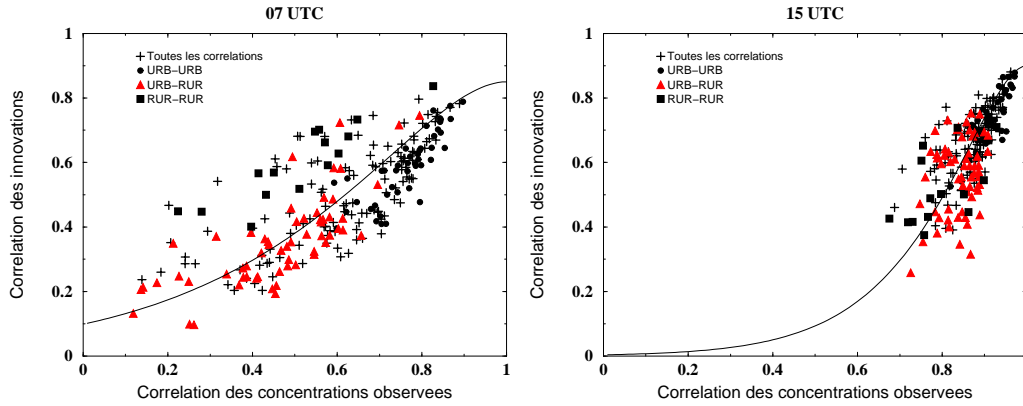 07 UTC
1
0.8
0.6
0.4
0.2
0
0
0.2
0.4
0.6
0.8
1
Correlation des innovations
Correlation des concentrations observees
Toutes les correlations
URB−URB
URB−RUR
RUR−RUR
15 UTC
1
0.8
0.6
0.4
0.2
0
0
0.2
0.4
0.6
0.8
Correlation des innovations
Correlation des concentrations observees
Toutes les correlations
URB−URB
URB−RUR
RUR−RUR